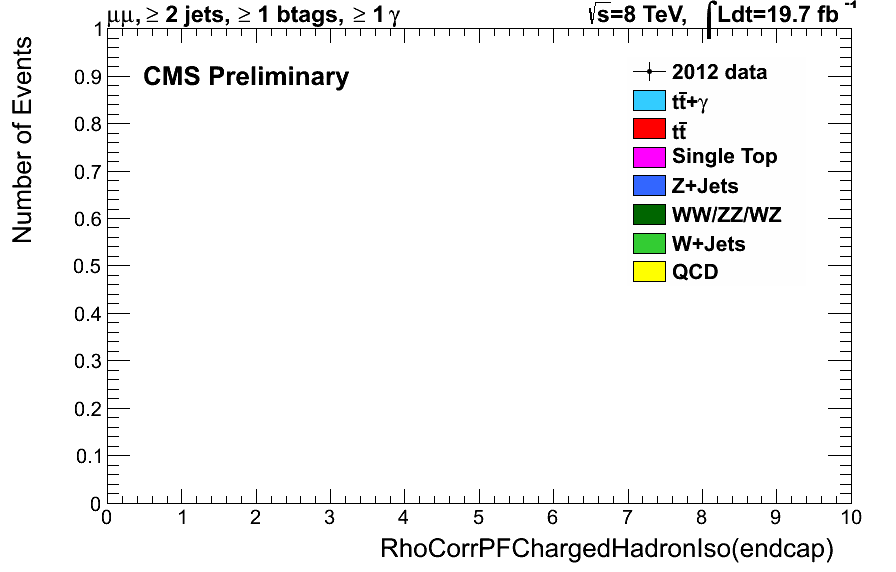 μμ, ≥ 2 jets, ≥ 1 btags, ≥ 1 γ
√s=8 TeV, ∫Ldt=19.7 fb⁻¹
CMS Preliminary
2012 data
tt̄+γ
tt̄
Single Top
Z+Jets
WW/ZZ/WZ
W+Jets
QCD
Number of Events
1
0.9
0.8
0.7
0.6
0.5
0.4
0.3
0.2
0.1
0
0 1 2 3 4 5 6 7 8 9 10
RhoCorrPFChargedHadronIso(endcap)